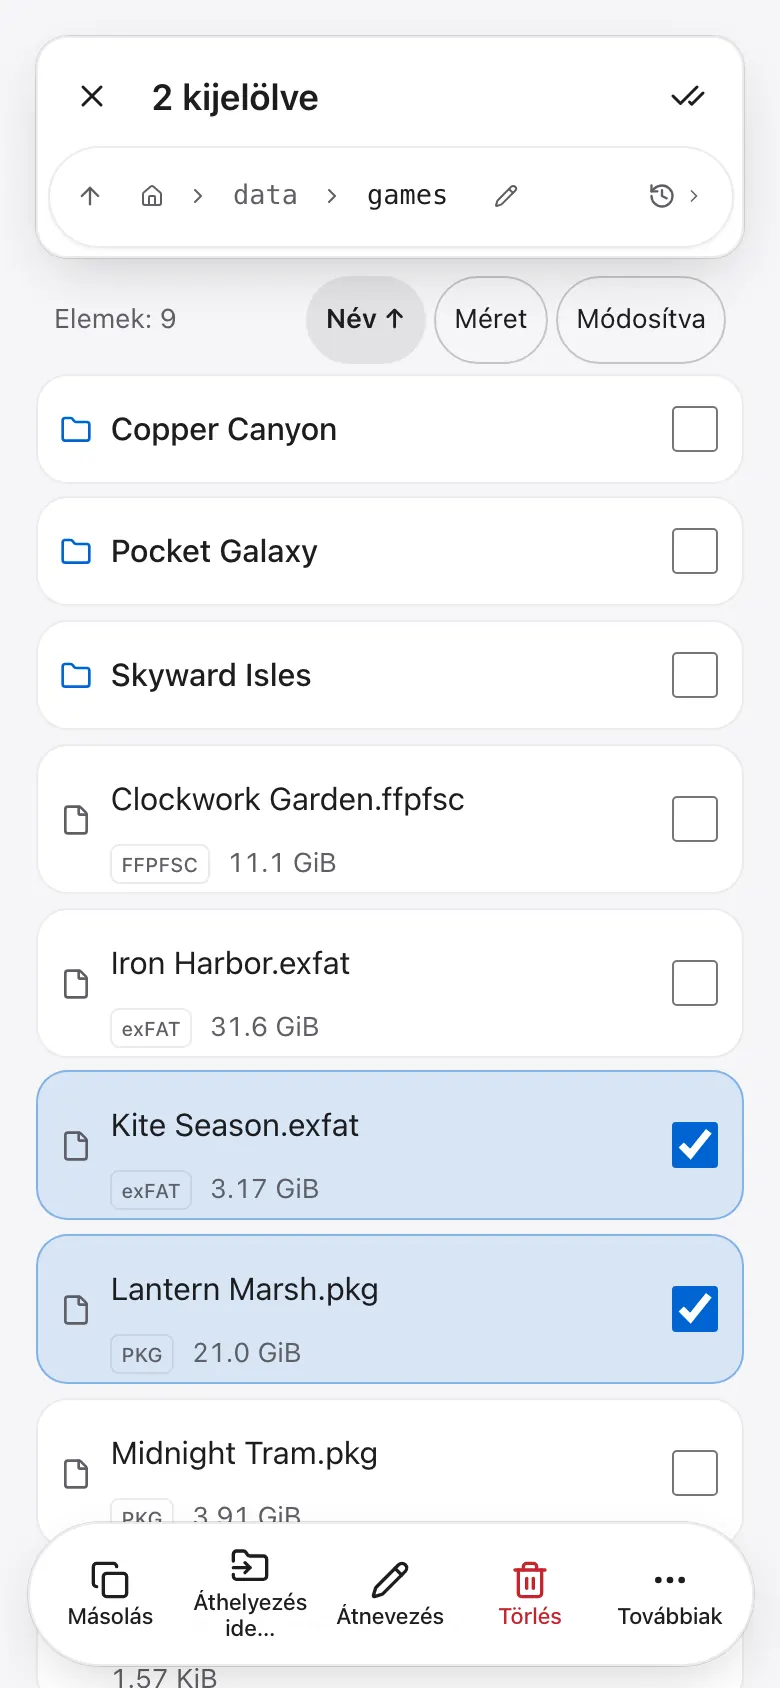 2 kijelölve
data > games
Elemek: 9
Név ↑
Méret
Módosítva
Copper Canyon
Pocket Galaxy
Skyward Isles
Clockwork Garden.ffpfsc
FFPFSC 11.1 GiB
Iron Harbor.exfat
exFAT 31.6 GiB
Kite Season.exfat
exFAT 3.17 GiB
Lantern Marsh.pkg
PKG 21.0 GiB
Midnight Tram.pkg
PKG 3.91 GiB
Másolás
Áthelyezés
ide...
Átnevezés
Törlés
Továbbiak
1.57 KiB